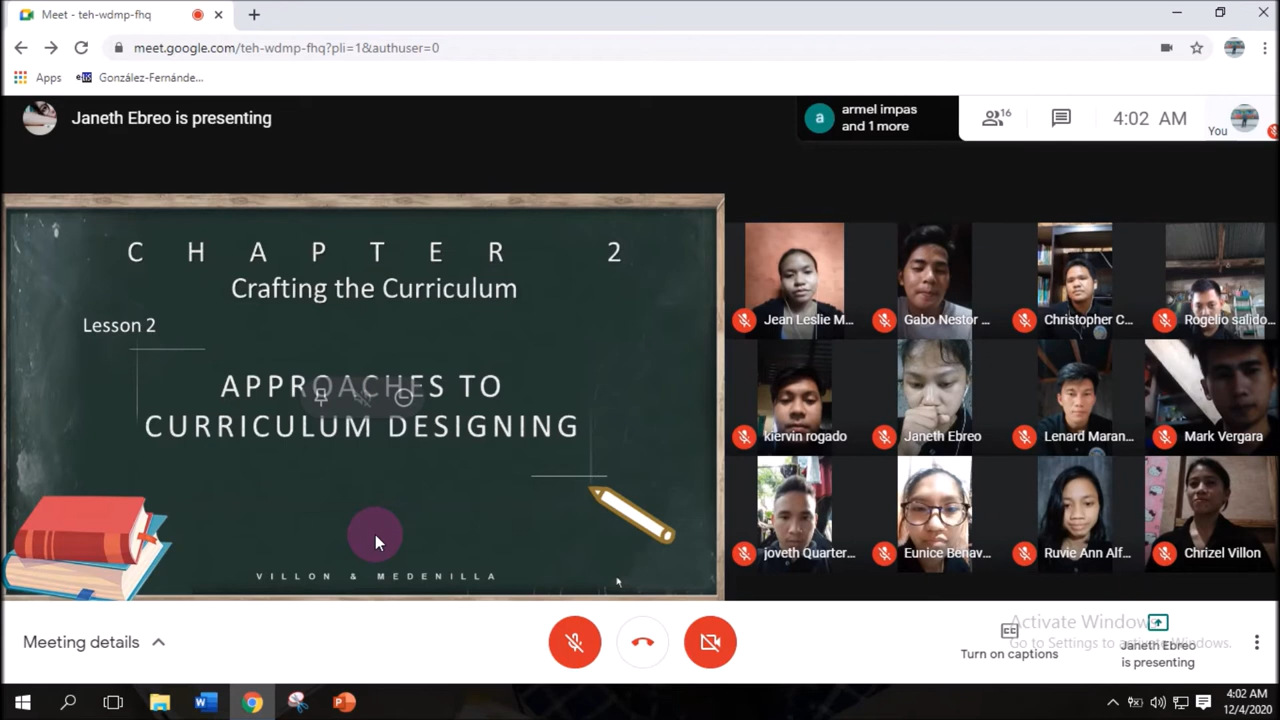 Meet - teh-wdmp-fhq
meet.google.com/teh-wdmp-fhq?pli=1&authuser=0
Apps
González-Fernánde...
Janeth Ebreo is presenting
a
armel impas
and 1 more
16
4:02 AM
You
C H A P T E R 2
Crafting the Curriculum
Lesson 2
APPROACHES TO
CURRICULUM DESIGNING
VILLON & MEDENILLA
Jean Leslie M...
Gabo Nestor ...
Christopher C...
Rogelio salido...
kiervin rogado
Janeth Ebreo
Lenard Maran...
Mark Vergara
joveth Quarter...
Eunice Benav...
Ruvie Ann Alf...
Chrizel Villon
Meeting details
CC
Turn on captions
Janeth Ebreo
is presenting
Activate Windows
Go to Settings to activate Windows.
4:02 AM
12/4/2020